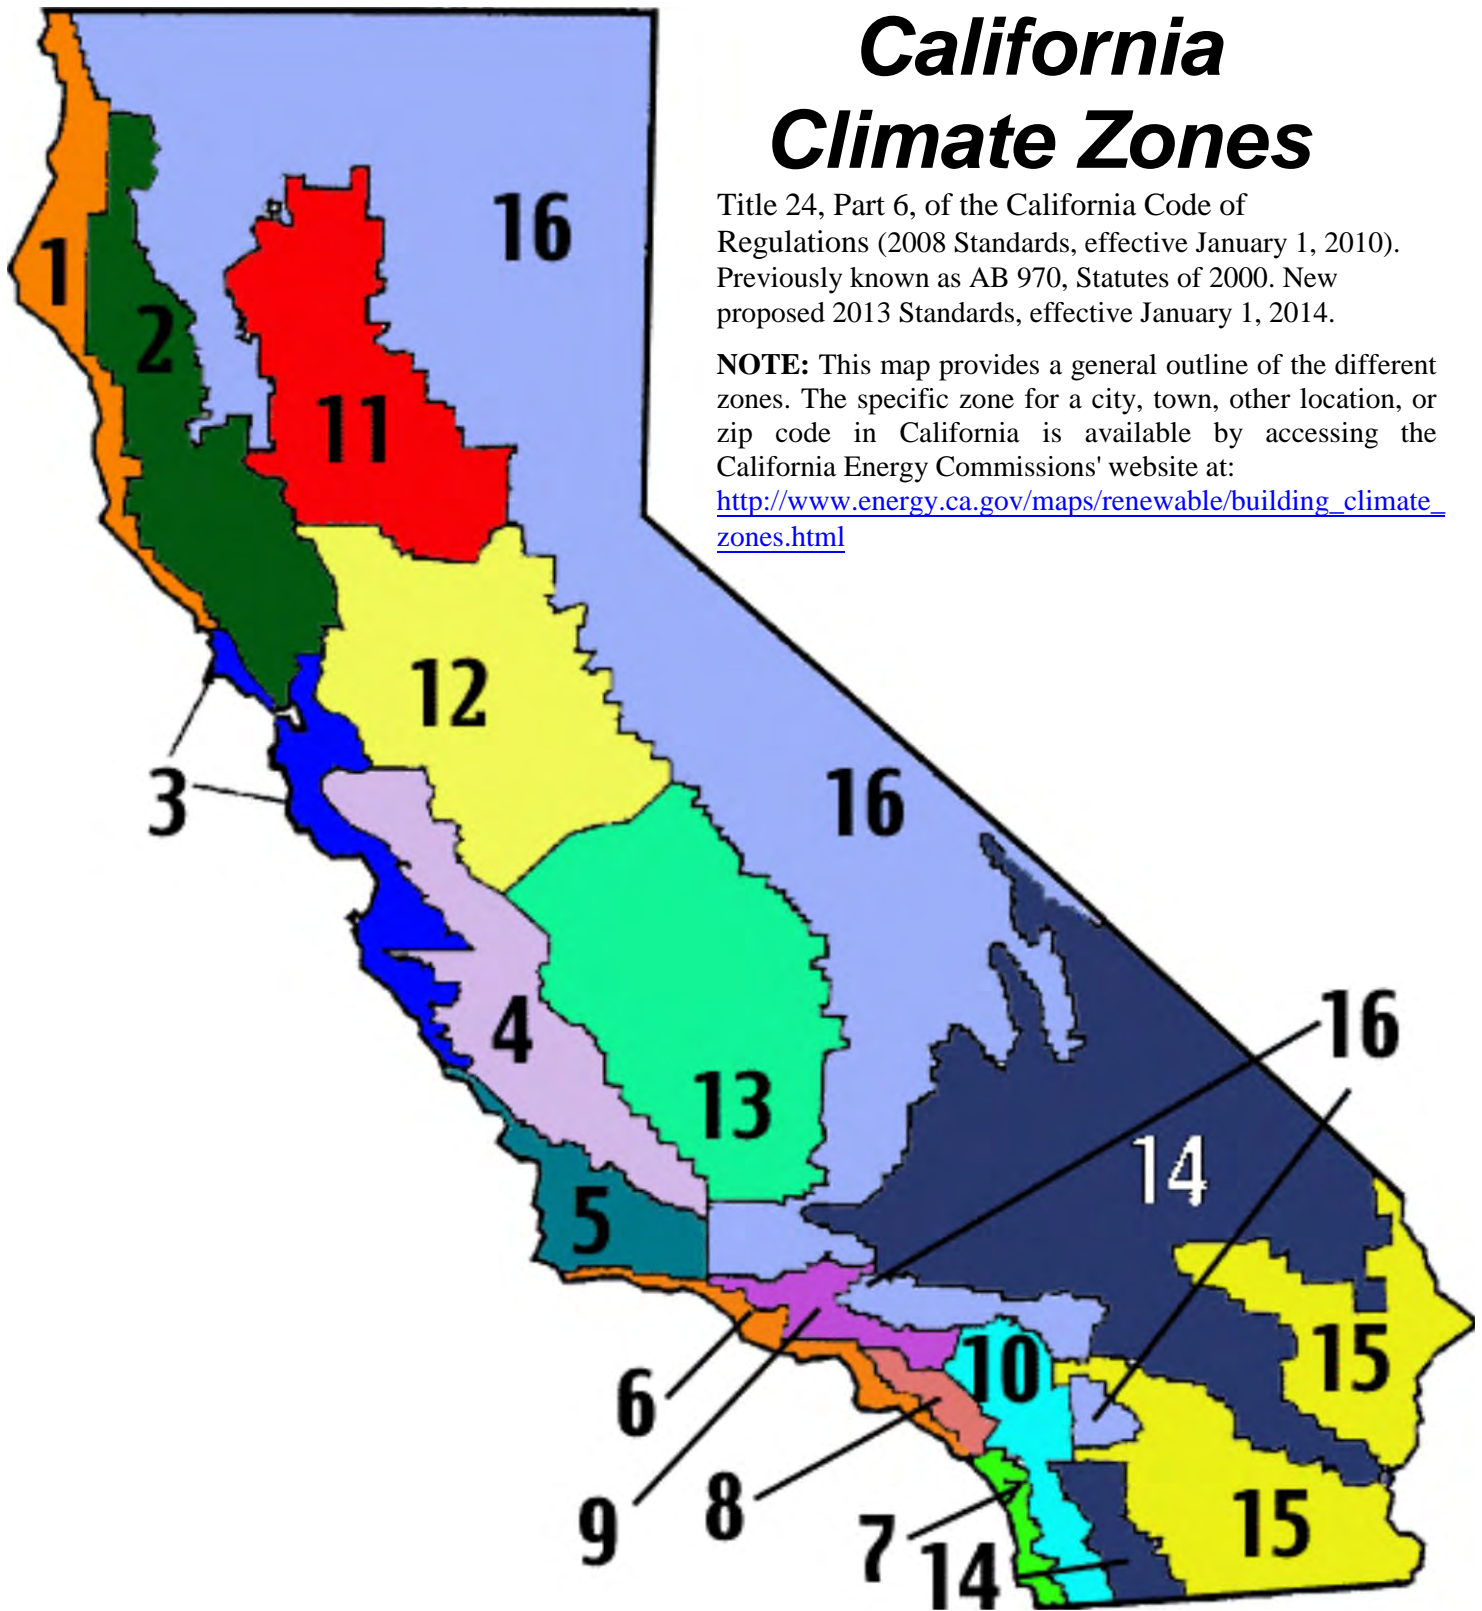 California
Climate Zones
Title 24, Part 6, of the California Code of
Regulations (2008 Standards, effective January 1, 2010).
Previously known as AB 970, Statutes of 2000. New
proposed 2013 Standards, effective January 1, 2014.
NOTE: This map provides a general outline of the different
zones. The specific zone for a city, town, other location, or
zip code in California is available by accessing the
California Energy Commissions' website at:
http://www.energy.ca.gov/maps/renewable/building_climate_
zones.html
16
1
2
11
12
3
16
4
16
13
14
5
15
10
6
9
8
7
14
15